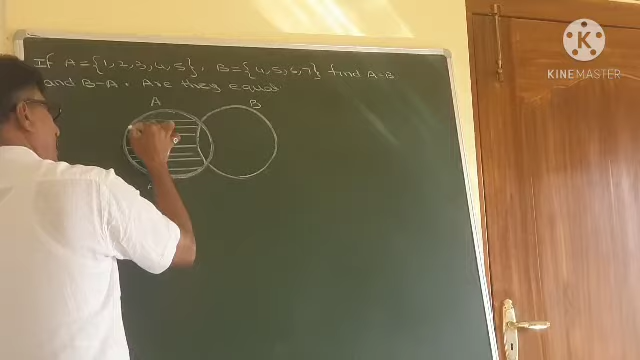 If A = {1, 2, 3, 4, 5}, B = {4, 5, 6, 7} find A-B
and B-A. Are they equal
A B
KINEMASTER